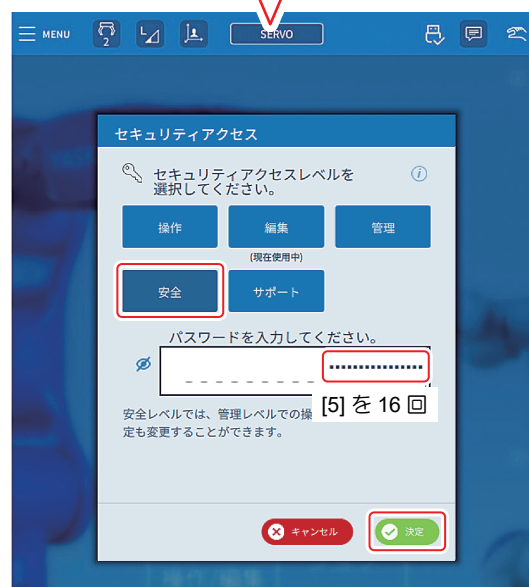 MENU
2
L
SERVO
セキュリティアクセス
セキュリティアクセスレベルを
選択してください。
i
操作
編集
管理
(現在使用中)
安全
サポート
パスワードを入力してください。
[5] を 16 回
安全レベルでは、管理レベルでの操
定も変更することができます。
キャンセル
決定
操作/編集